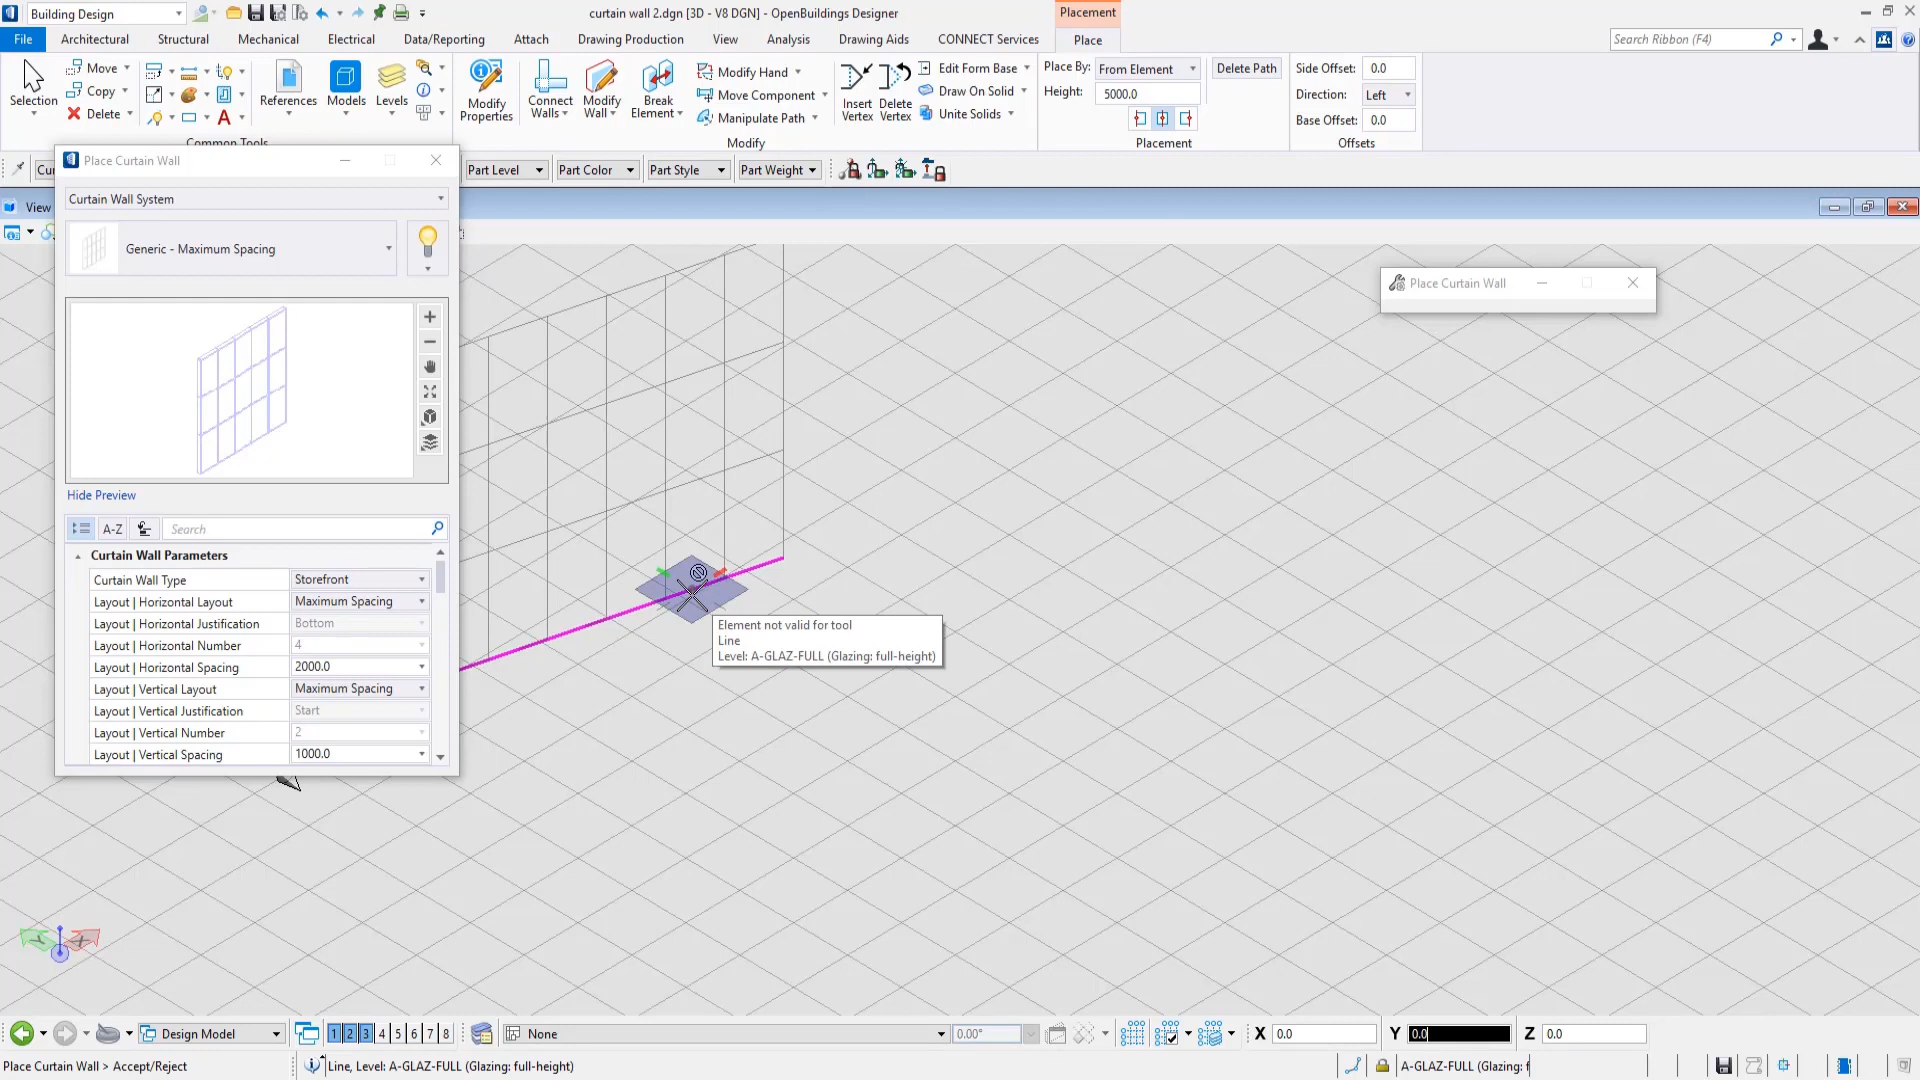 Building Design
curtain wall 2.dgn [3D - V8 DGN] - OpenBuildings Designer
Placement
File
Architectural
Structural
Mechanical
Electrical
Data/Reporting
Attach
Drawing Production
View
Analysis
Drawing Aids
CONNECT Services
Place
Search Ribbon (F4)
Selection
Move
Copy
Delete
References
Models
Levels
Common Tools
Modify Properties
Connect Walls
Modify Wall
Break Element
Modify Hand
Move Component
Manipulate Path
Insert Vertex
Delete Vertex
Edit Form Base
Draw On Solid
Unite Solids
Modify
Place By: From Element
Delete Path
Height: 5000.0
Placement
Side Offset: 0.0
Direction: Left
Base Offset: 0.0
Offsets
Part Level
Part Color
Part Style
Part Weight
View
Place Curtain Wall
Curtain Wall System
Generic - Maximum Spacing
Hide Preview
A-Z
Search
Curtain Wall Parameters
Curtain Wall Type Storefront
Layout | Horizontal Layout Maximum Spacing
Layout | Horizontal Justification Bottom
Layout | Horizontal Number 4
Layout | Horizontal Spacing 2000.0
Layout | Vertical Layout Maximum Spacing
Layout | Vertical Justification Start
Layout | Vertical Number 2
Layout | Vertical Spacing 1000.0
Place Curtain Wall
Element not valid for tool
Line
Level: A-GLAZ-FULL (Glazing: full-height)
Design Model
1 2 3 4 5 6 7 8
None
0.00°
X 0.0
Y 0.0
Z 0.0
Place Curtain Wall > Accept/Reject
Line, Level: A-GLAZ-FULL (Glazing: full-height)
A-GLAZ-FULL (Glazing: f